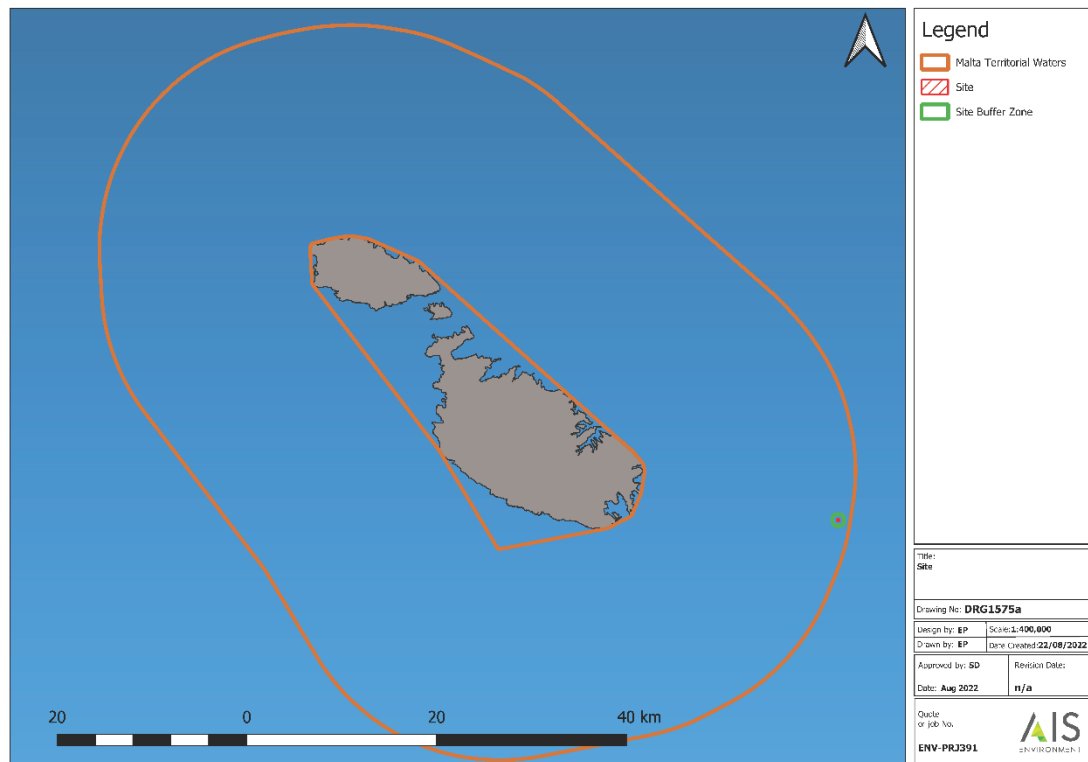 Legend
Malta Territorial Waters
Site
Site Buffer Zone
20 0 20 40 km
Title:
Site
Drawing No: DRG1575a
Design by: EP Scale:1:400,000
Drawn by: EP Date Created:22/08/2022
Approved by: SD Revision Date:
Date: Aug 2022 n/a
Quote
or job No.
ENV-PRJ391
AIS
ENVIRONMENT